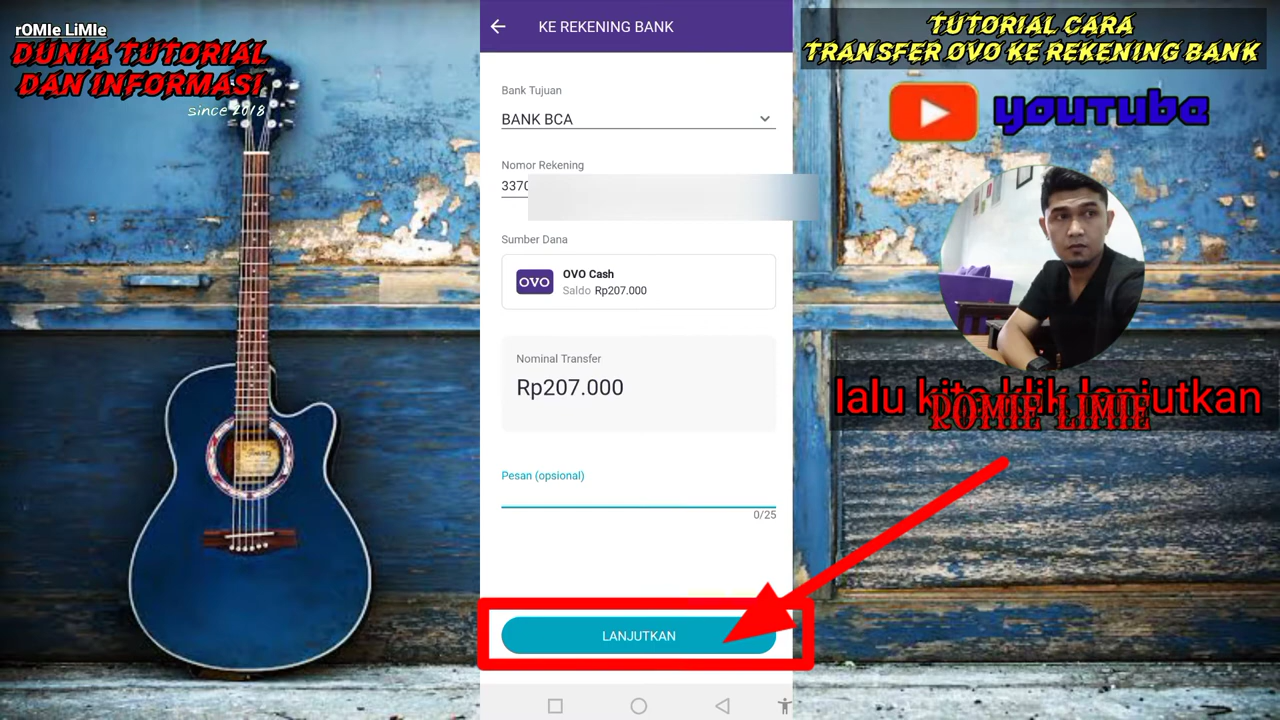 rOMIe LiMIe
DUNIA TUTORIAL
DAN INFORMASI
since 2018
KE REKENING BANK
Bank Tujuan
BANK BCA
Nomor Rekening
3370
Sumber Dana
OVO
OVO Cash
Saldo Rp207.000
Nominal Transfer
Rp207.000
Pesan (opsional)
0/25
LANJUTKAN
TUTORIAL CARA
TRANSFER OVO KE REKENING BANK
YOUTUBE
lalu kita klik lanjutkan
ROMIE LIMIE